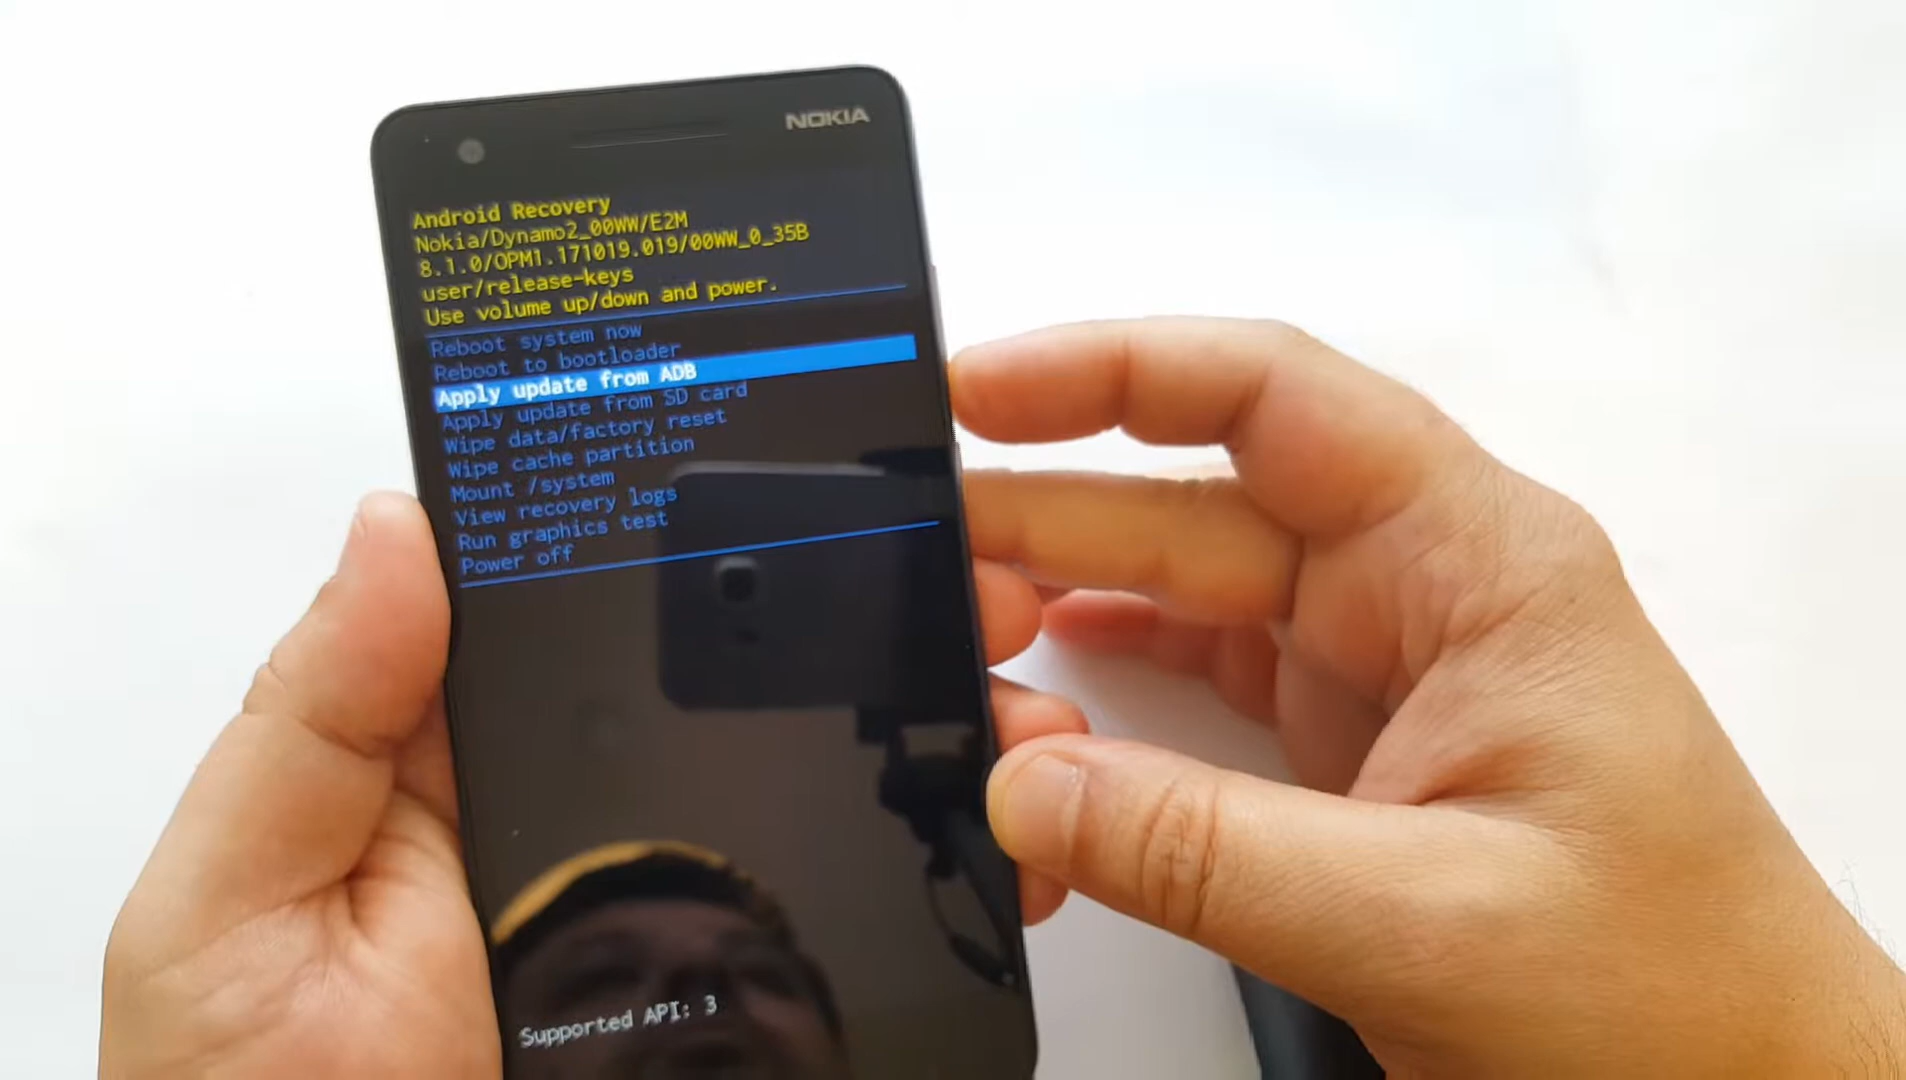 NOKIA
Android Recovery
Nokia/Dynamo2_00WW/E2M
8.1.0/OPM1.171019.019/00WW_0_35B
user/release-keys
Use volume up/down and power.
Reboot system now
Reboot to bootloader
Apply update from ADB
Apply update from SD card
Wipe data/factory reset
Wipe cache partition
Mount /system
View recovery logs
Run graphics test
Power off
Supported API: 3